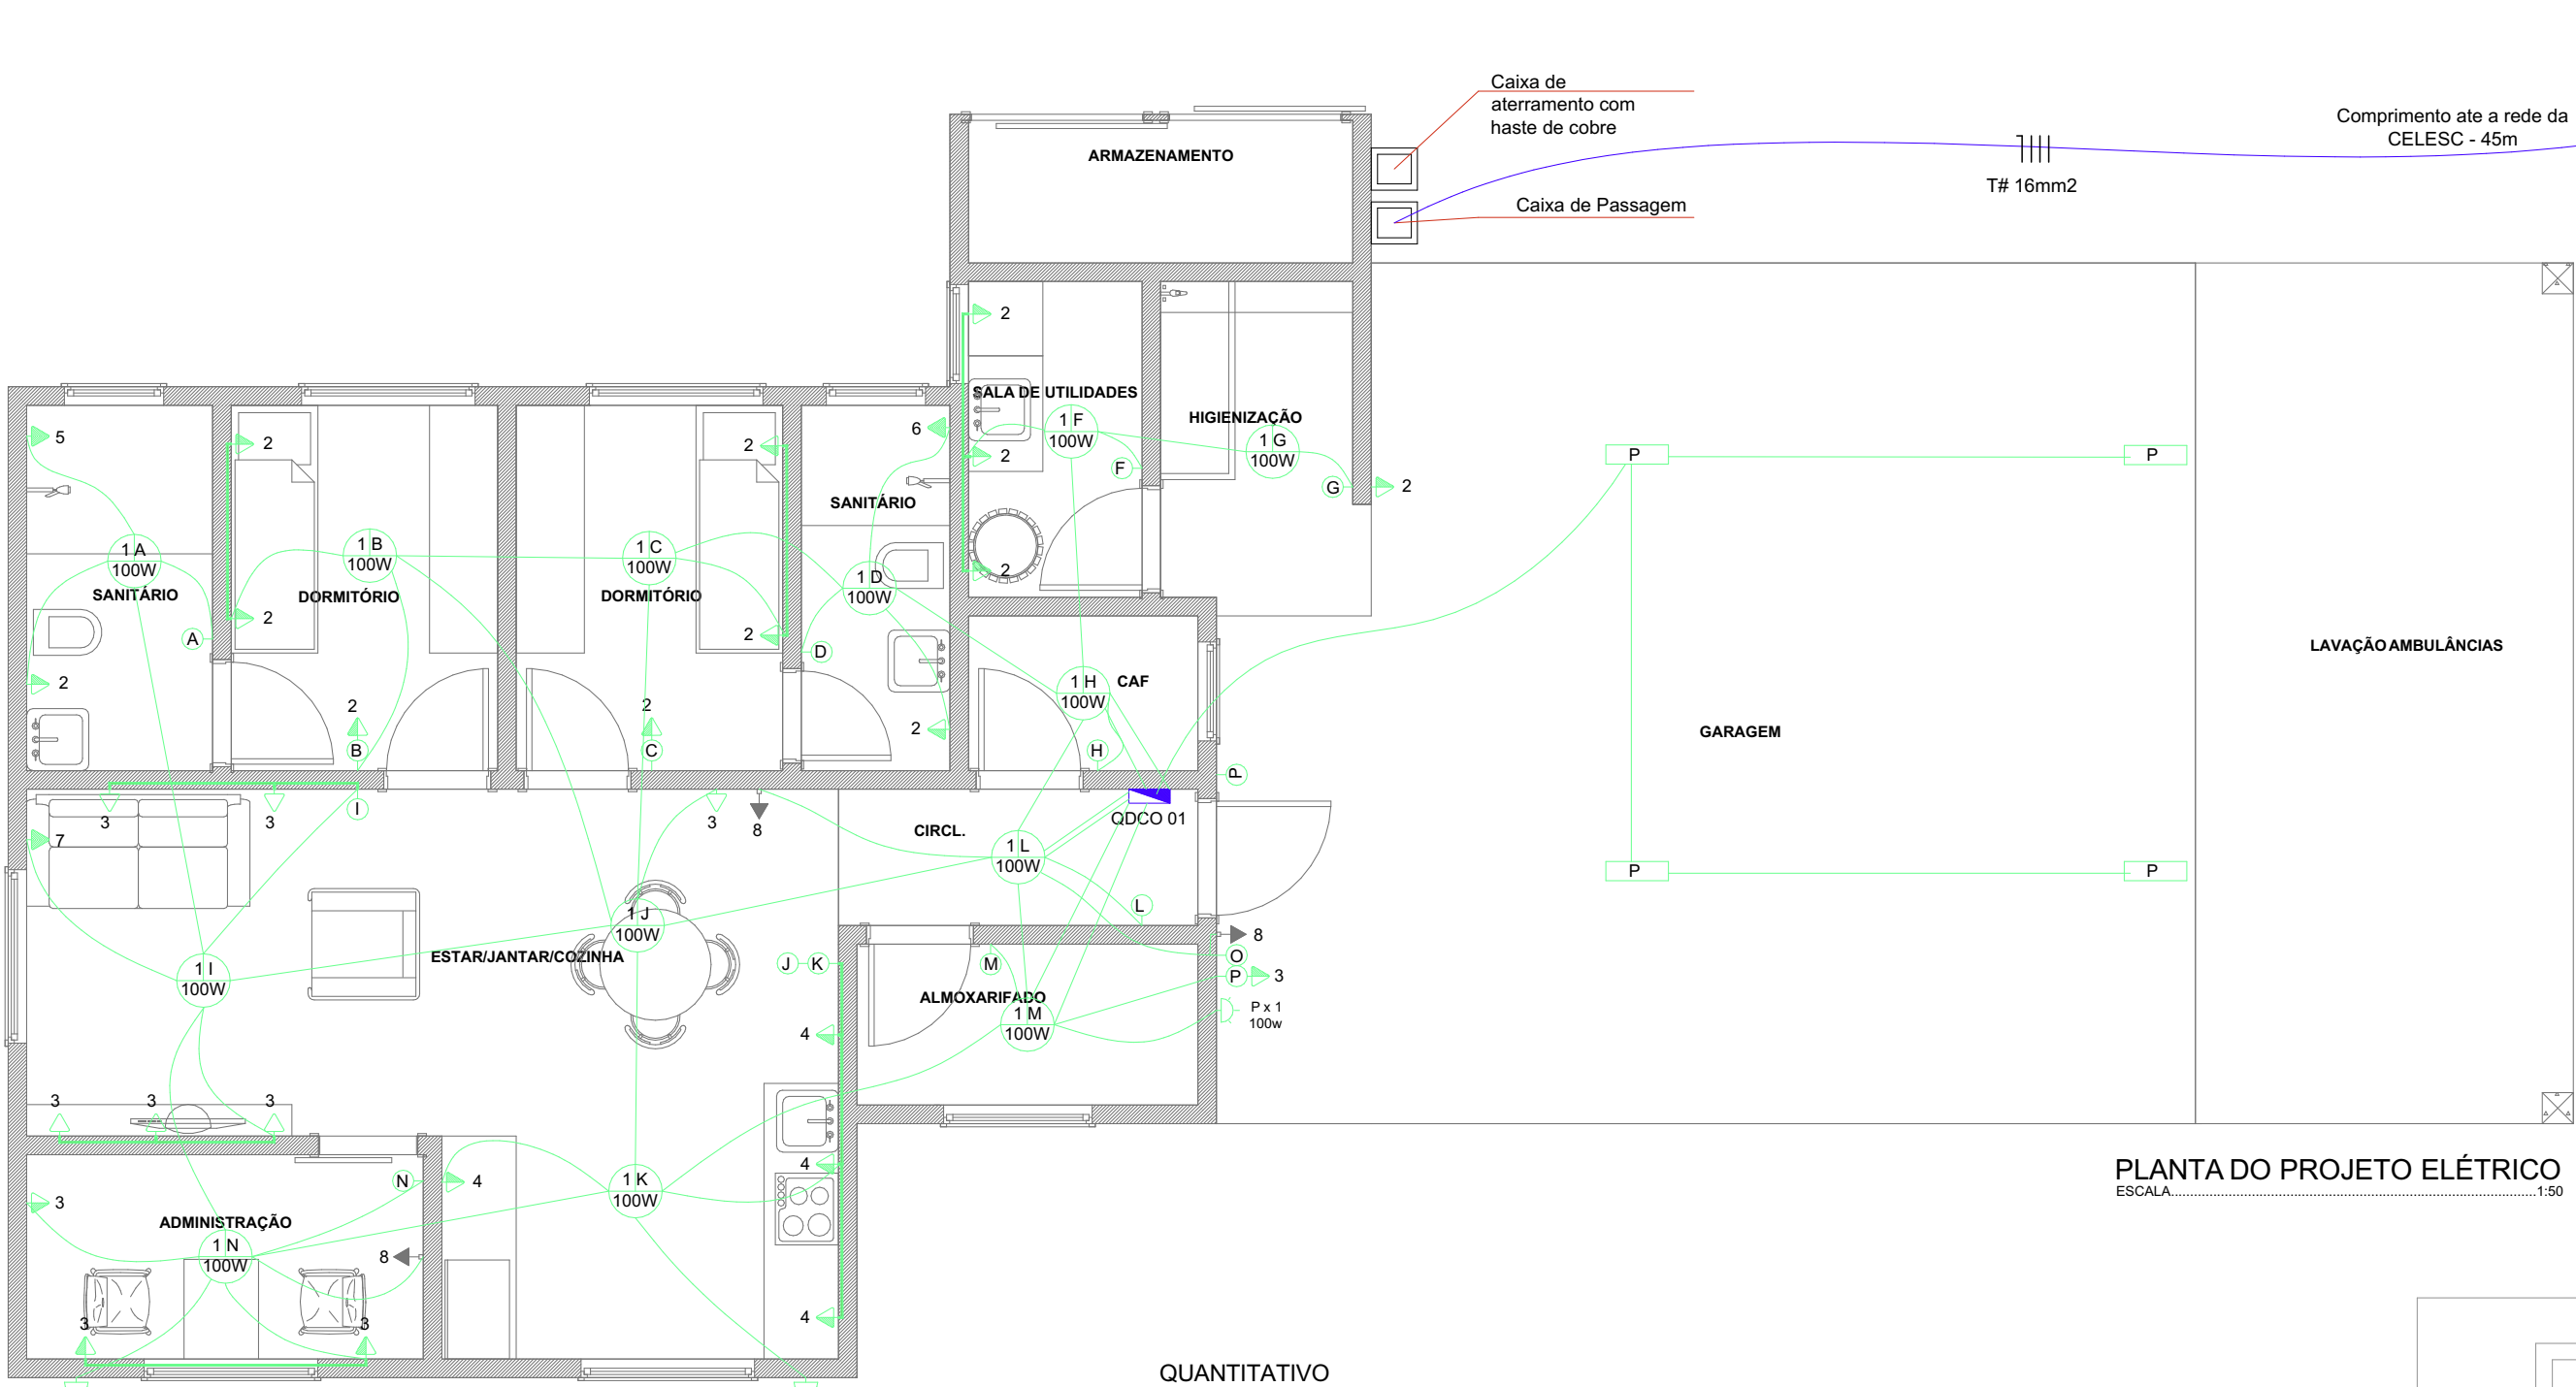 Caixa de
aterramento com
haste de cobre
Comprimento ate a rede da
CELESC - 45m
T# 16mm2
Caixa de Passagem
ARMAZENAMENTO
2
SALA DE UTILIDADES
1 F
100W
2
F
2
HIGIENIZAÇÃO
1 G
100W
G
2
5
1 A
100W
SANITÁRIO
A
2
2
1 B
100W
DORMITÓRIO
2
2
B
2
1 C
100W
DORMITÓRIO
2
2
C
6
SANITÁRIO
1 D
100W
D
2
1 H
100W
CAF
H
P
P
P
P
P
GARAGEM
LAVAÇÃO AMBULÂNCIAS
QDCO 01
CIRCL.
1 L
100W
L
3
3
I
7
3
8
1 J
100W
1 I
100W
ESTAR/JANTAR/COZINHA
J
K
M
ALMOXARIFADO
1 M
100W
8
O
P
3
P x 1
100w
4
3
3
3
4
1 K
100W
4
4
N
3
ADMINISTRAÇÃO
1 N
100W
8
3
3
PLANTA DO PROJETO ELÉTRICO
ESCALA..........................................................................................1:50
QUANTITATIVO